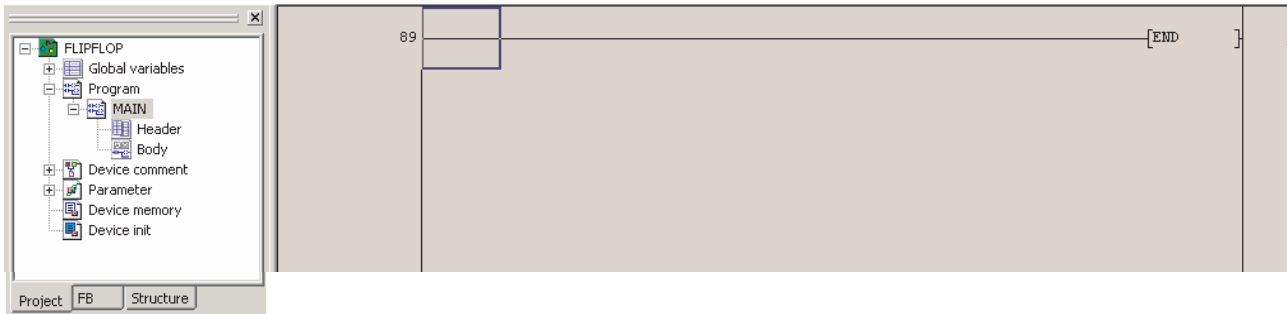 FLIPFLOP
Global variables
Program
MAIN
Header
Body
Device comment
Parameter
Device memory
Device init
Project FB Structure
89 [END ]